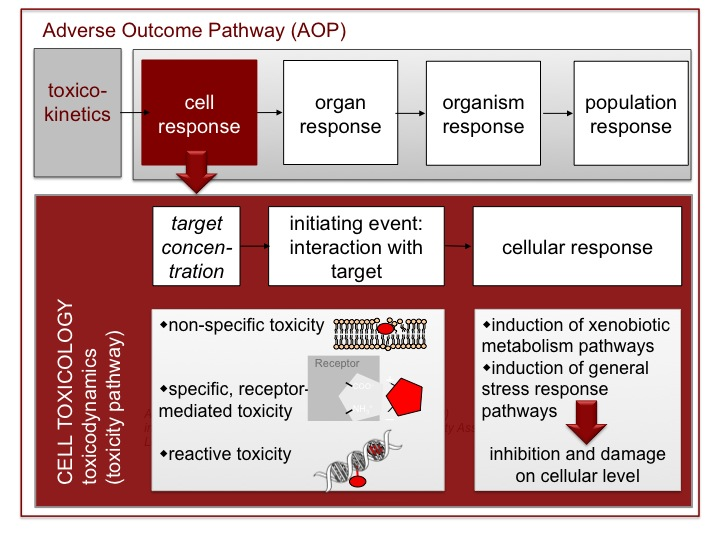 Adverse Outcome Pathway (AOP)
toxico-
kinetics
cell
response
organ
response
organism
response
population
response
target
concen-
tration
initiating event:
interaction with
target
cellular response
CELL TOXICOLOGY
toxicodynamics
(toxicity pathway)
◆non-specific toxicity
Receptor
◆specific, receptor-
mediated toxicity
◆reactive toxicity
◆induction of xenobiotic
metabolism pathways
◆induction of general
stress response
pathways
inhibition and damage
on cellular level